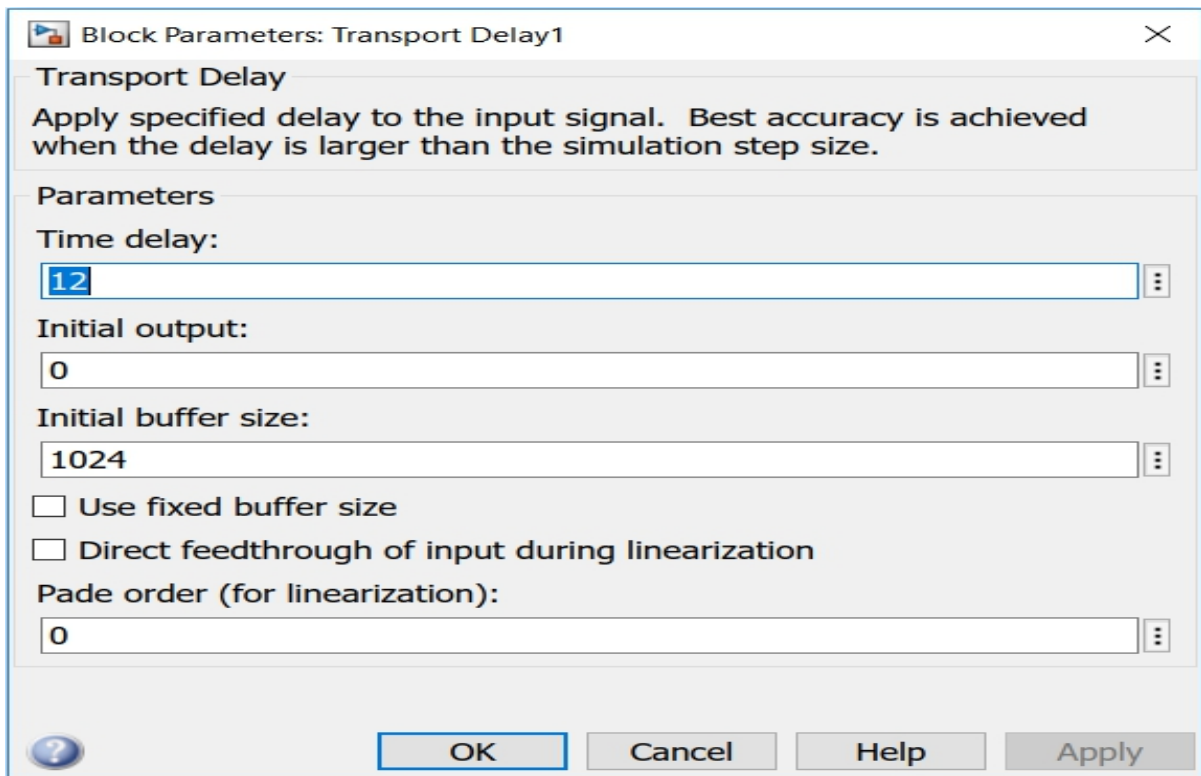 Block Parameters: Transport Delay1
Transport Delay
Apply specified delay to the input signal.  Best accuracy is achieved
when the delay is larger than the simulation step size.
Parameters
Time delay:
12
Initial output:
0
Initial buffer size:
1024
Use fixed buffer size
Direct feedthrough of input during linearization
Pade order (for linearization):
0
? OK Cancel Help Apply